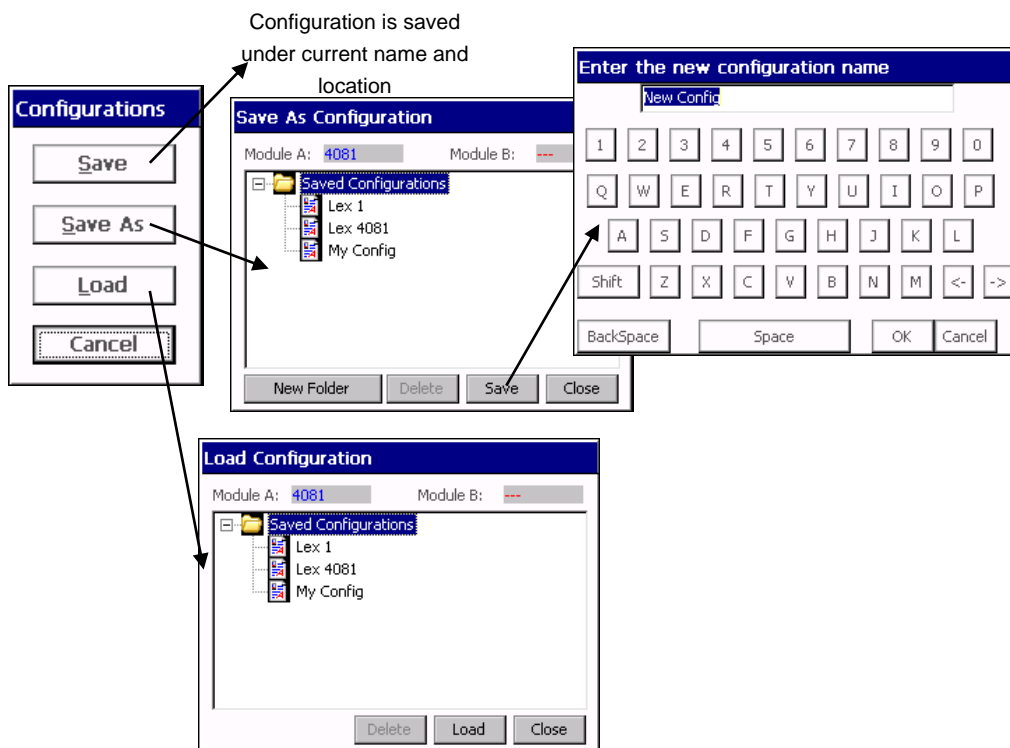 Configuration is saved
under current name and
location
Configurations
Save
Save As
Load
Cancel
Save As Configuration
Module A: 4081 Module B: ---
Saved Configurations
Lex 1
Lex 4081
My Config
New Folder Delete Save Close
Enter the new configuration name
New Config
1 2 3 4 5 6 7 8 9 0
Q W E R T Y U I O P
A S D F G H J K L
Shift Z X C V B N M <- ->
BackSpace Space OK Cancel
Load Configuration
Module A: 4081 Module B: ---
Saved Configurations
Lex 1
Lex 4081
My Config
Delete Load Close